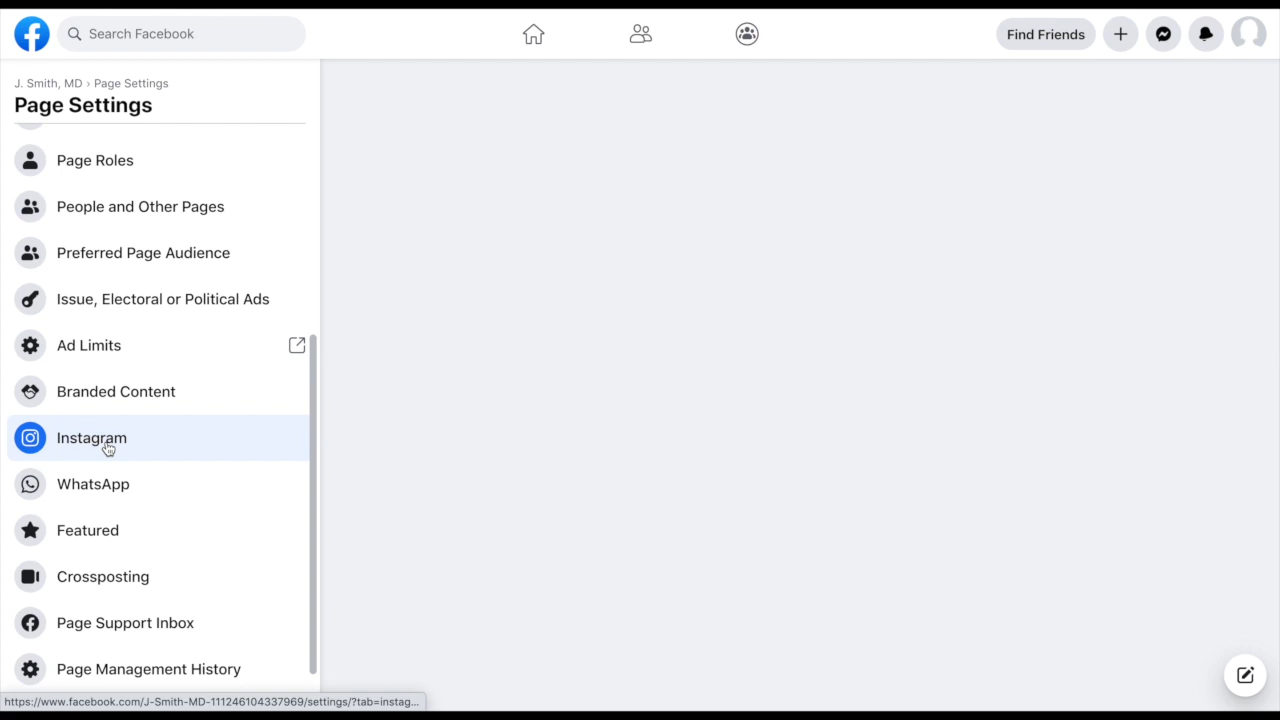 Search Facebook
Find Friends
J. Smith, MD › Page Settings
Page Settings
Page Roles
People and Other Pages
Preferred Page Audience
Issue, Electoral or Political Ads
Ad Limits
Branded Content
Instagram
WhatsApp
Featured
Crossposting
Page Support Inbox
Page Management History
https://www.facebook.com/J-Smith-MD-111246104337969/settings/?tab=instag...